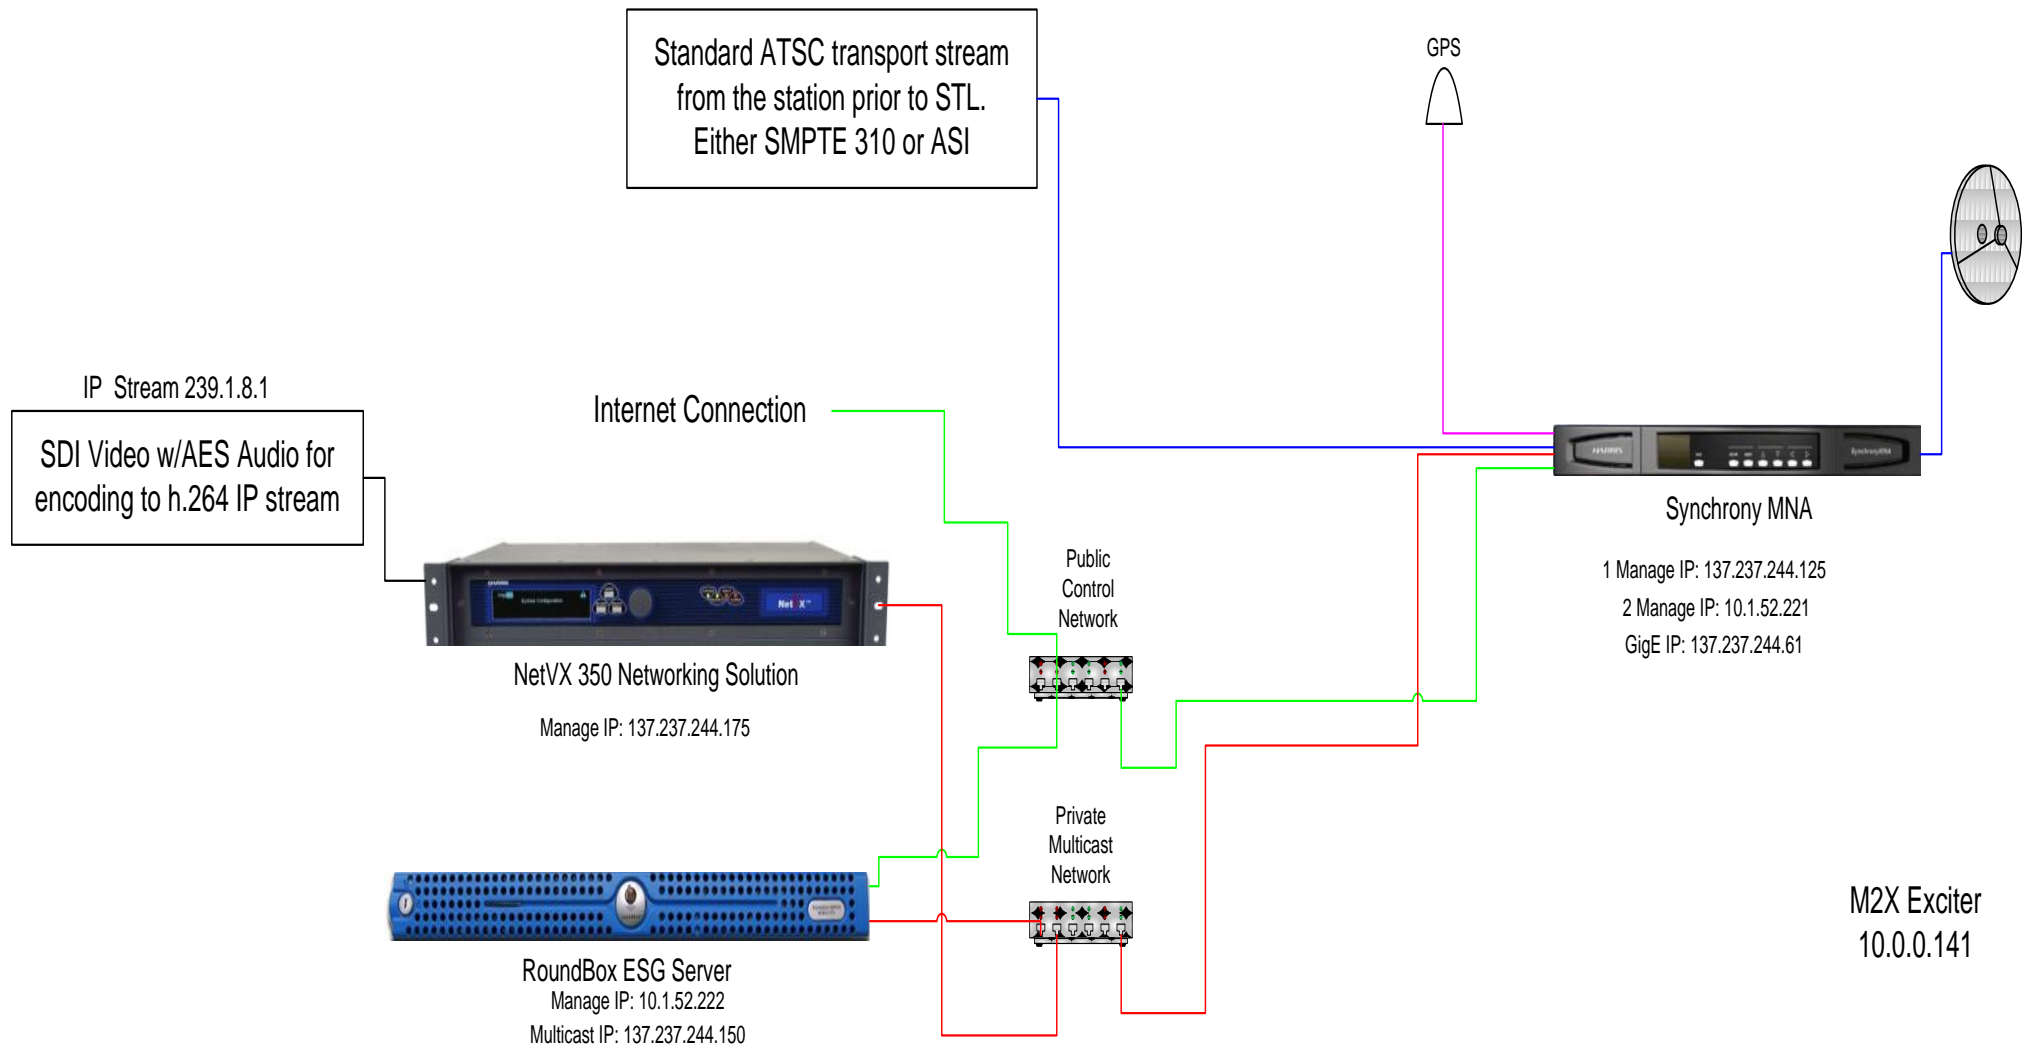 Standard ATSC transport stream
from the station prior to STL.
Either SMPTE 310 or ASI
GPS
IP Stream 239.1.8.1
SDI Video w/AES Audio for
encoding to h.264 IP stream
Internet Connection
HARRIS
SynchronyMNA
Synchrony MNA
1 Manage IP: 137.237.244.125
2 Manage IP: 10.1.52.221
GigE IP: 137.237.244.61
Public
Control
Network
NetVX™
NetVX 350 Networking Solution
Manage IP: 137.237.244.175
Private
Multicast
Network
RoundBox ESG Server
Manage IP: 10.1.52.222
Multicast IP: 137.237.244.150
M2X Exciter
10.0.0.141